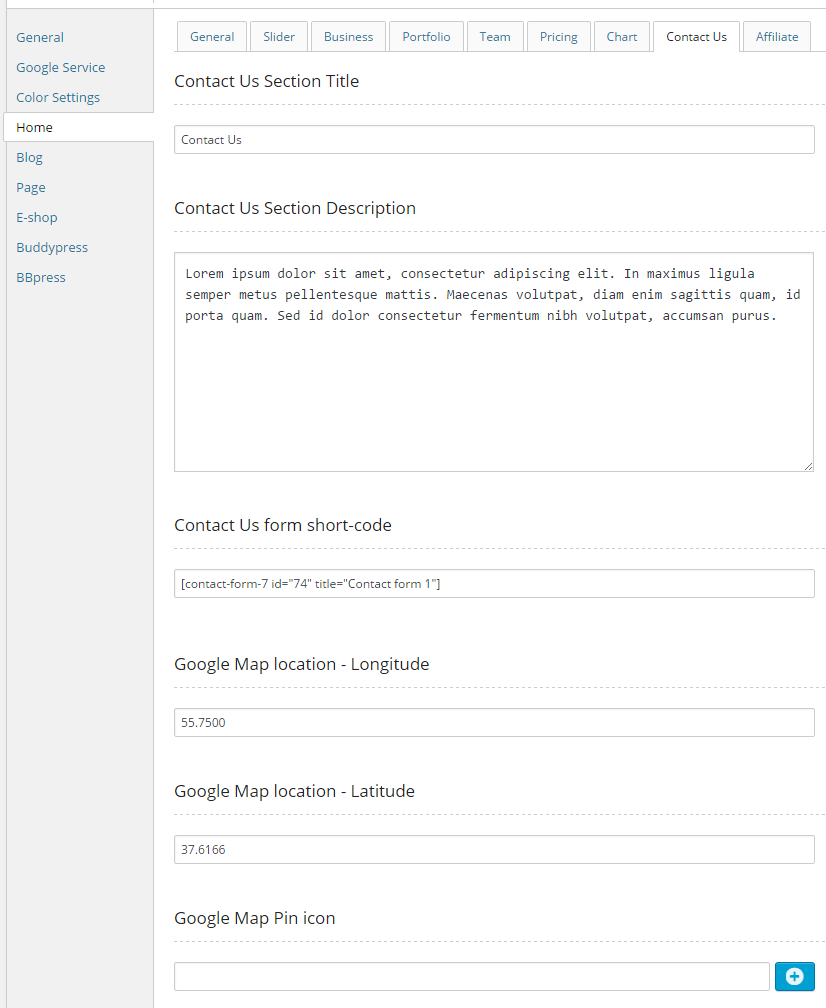 General
Google Service
Color Settings
Home
Blog
Page
E-shop
Buddypress
BBpress
General Slider Business Portfolio Team Pricing Chart Contact Us Affiliate
Contact Us Section Title
Contact Us
Contact Us Section Description
Lorem ipsum dolor sit amet, consectetur adipiscing elit. In maximus ligula
semper metus pellentesque mattis. Maecenas volutpat, diam enim sagittis quam, id
porta quam. Sed id dolor consectetur fermentum nibh volutpat, accumsan purus.
Contact Us form short-code
[contact-form-7 id="74" title="Contact form 1"]
Google Map location - Longitude
55.7500
Google Map location - Latitude
37.6166
Google Map Pin icon